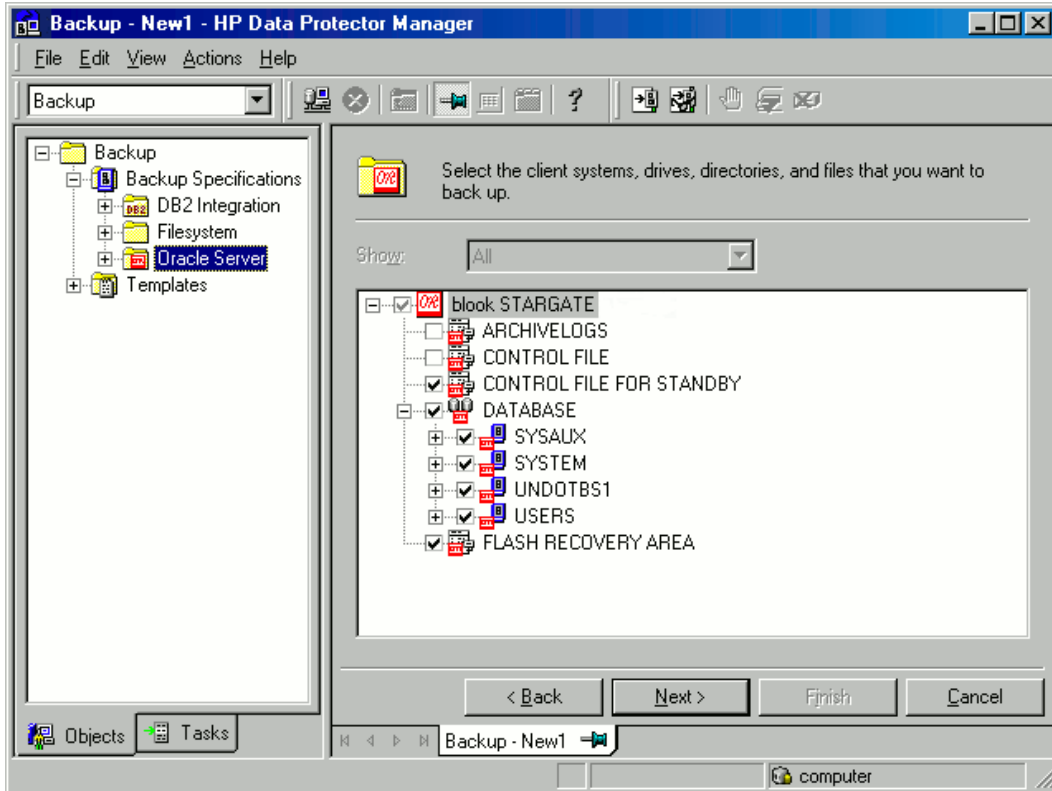 Backup - New1 - HP Data Protector Manager
File Edit View Actions Help
Backup
?
Backup
Backup Specifications
DB2 DB2 Integration
Filesystem
Oracle Server
Templates
Objects
Tasks
Select the client systems, drives, directories, and files that you want to
back up.
Show: All
blook STARGATE
ARCHIVELOGS
CONTROL FILE
CONTROL FILE FOR STANDBY
DATABASE
SYSAUX
SYSTEM
UNDOTBS1
USERS
FLASH RECOVERY AREA
< Back Next > Finish Cancel
Backup - New1
computer